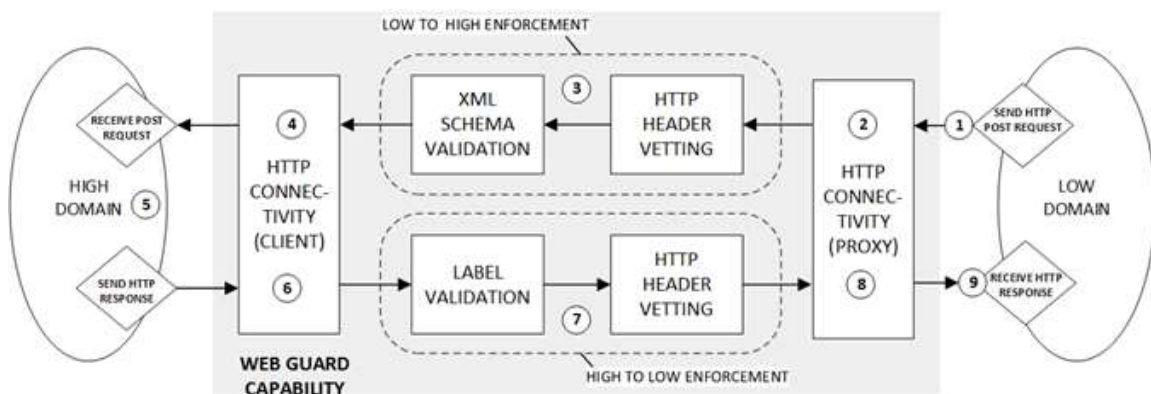 LOW TO HIGH ENFORCEMENT
RECEIVE POST
REQUEST
4
XML
SCHEMA
VALIDATION
3
HTTP
HEADER
VETTING
2
1
SEND HTTP
POST REQUEST
HIGH
DOMAIN
5
HTTP
CONNEC-
TIVITY
(CLIENT)
HTTP
CONNEC-
TIVITY
(PROXY)
LOW
DOMAIN
SEND HTTP
RESPONSE
6
LABEL
VALIDATION
7
HTTP
HEADER
VETTING
8
9
RECEIVE HTTP
RESPONSE
WEB GUARD
CAPABILITY
HIGH TO LOW ENFORCEMENT